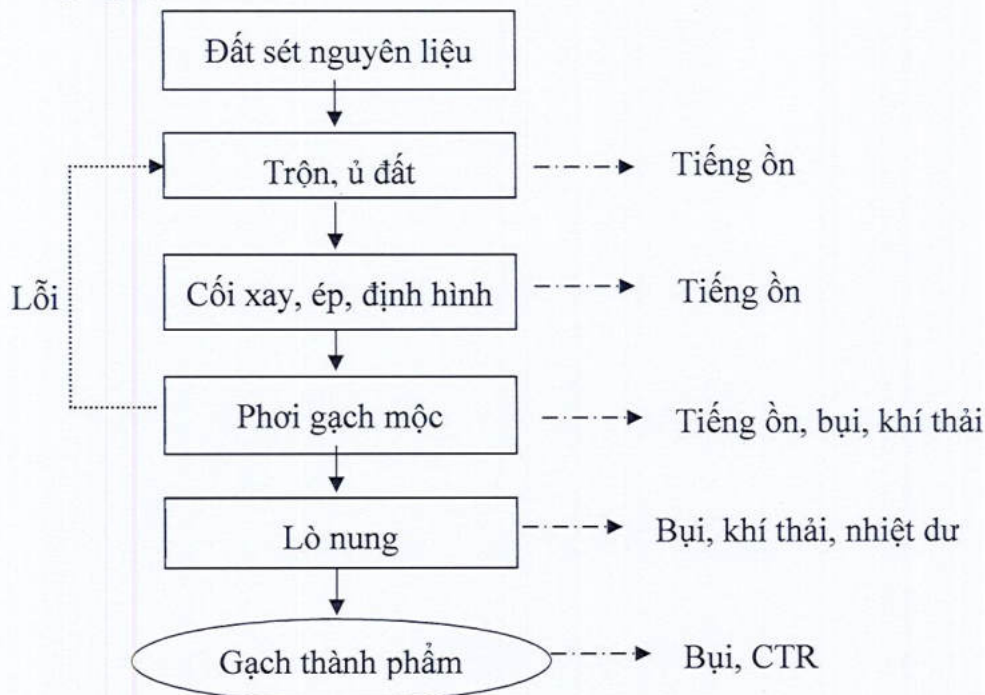 Đất sét nguyên liệu
Trộn, ủ đất
Tiếng ồn
Lỗi
Cối xay, ép, định hình
Tiếng ồn
Phơi gạch mộc
Tiếng ồn, bụi, khí thải
Lò nung
Bụi, khí thải, nhiệt dư
Gạch thành phẩm
Bụi, CTR